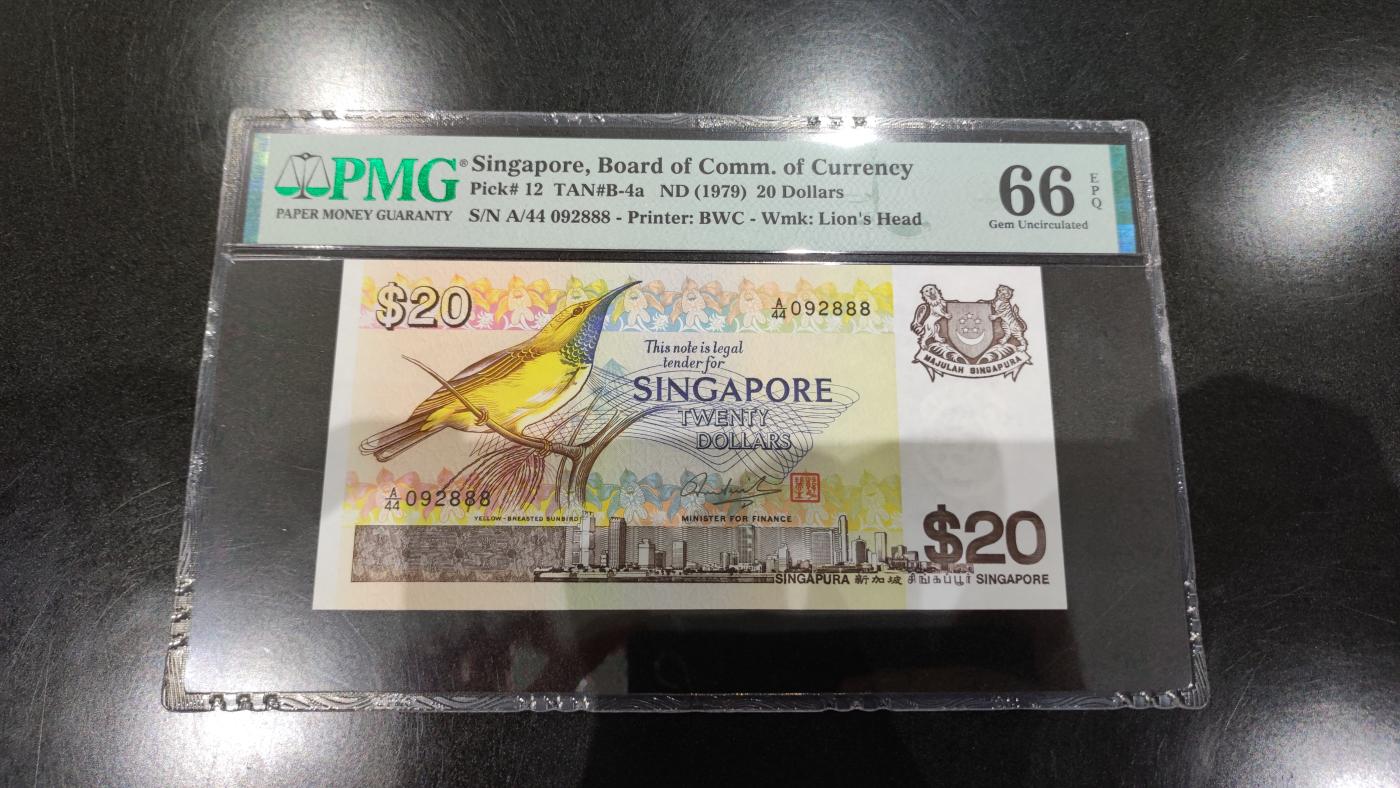 PMG®
PAPER MONEY GUARANTY
Singapore, Board of Comm. of Currency
Pick# 12 TAN#B-4a ND (1979) 20 Dollars
S/N A/44 092888 - Printer: BWC - Wmk: Lion's Head
66
EPQ
Gem Uncirculated
$20
A/44 092888
MAJULAH SINGAPURA
This note is legal
tender for
SINGAPORE
TWENTY
DOLLARS
A/44 092888
YELLOW-BREASTED SUNBIRD
MINISTER FOR FINANCE
$20
SINGAPURA 新加坡 சிங்கப்பூர் SINGAPORE